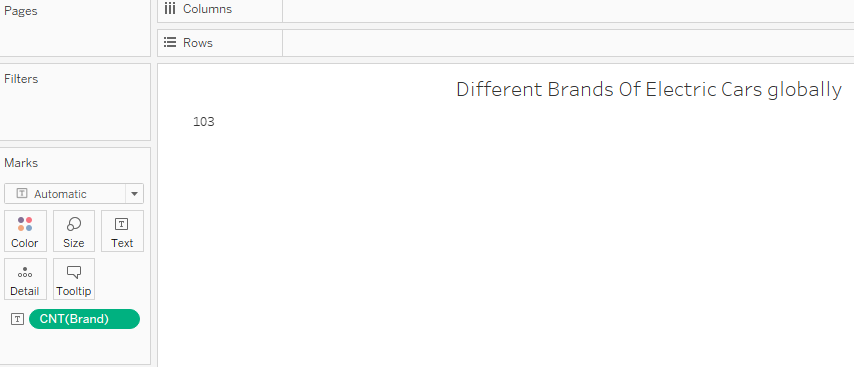 Pages
Columns
Rows
Filters
Different Brands Of Electric Cars globally
103
Marks
T Automatic
Color Size T Text
Detail Tooltip
T CNT(Brand)